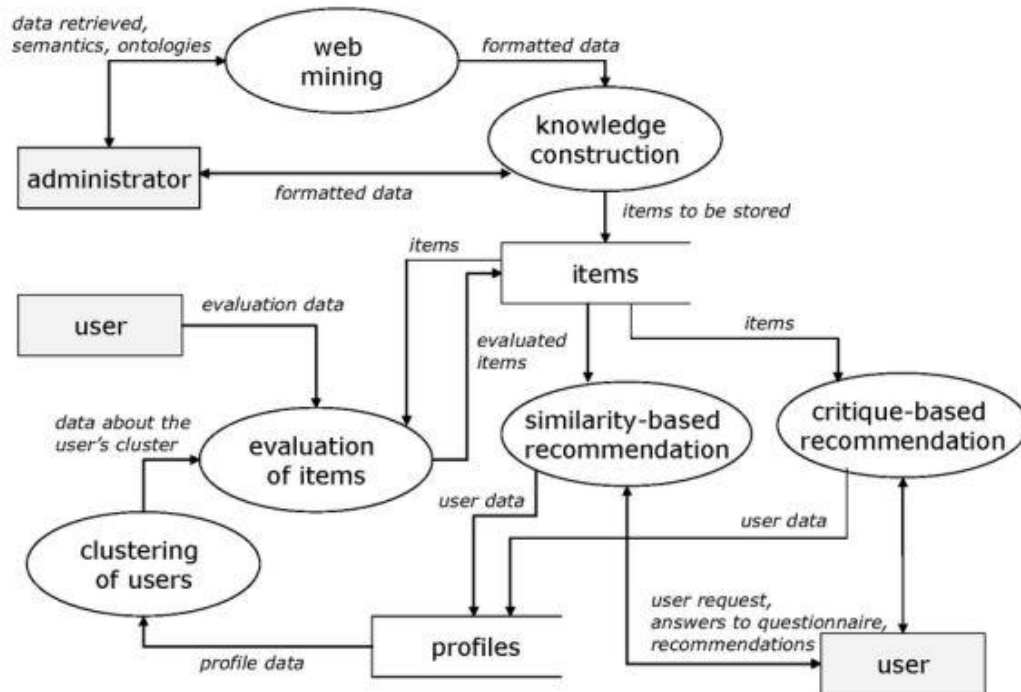 data retrieved,
semantics, ontologies
web
mining
formatted data
knowledge
construction
administrator
formatted data
items to be stored
items
items
user
evaluation data
evaluated
items
items
data about the
user's cluster
evaluation
of items
similarity-based
recommendation
critique-based
recommendation
user data
user data
clustering
of users
user request,
answers to questionnaire,
recommendations
profile data
profiles
user